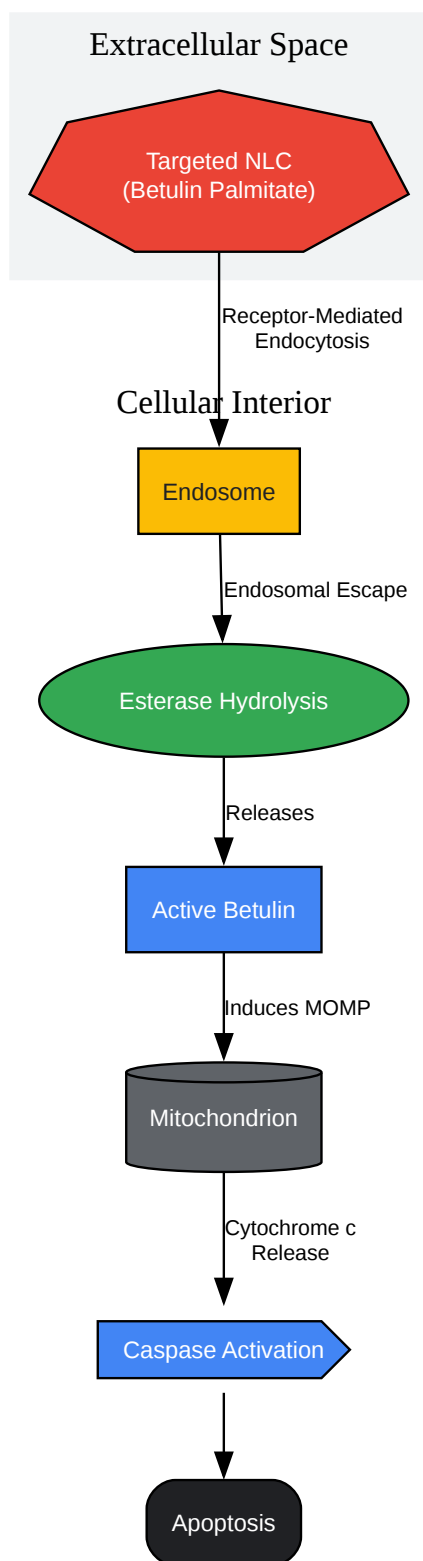 Extracellular Space
Targeted NLC
(Betulin Palmitate)
Receptor-Mediated
Endocytosis
Cellular Interior
Endosome
Endosomal Escape
Esterase Hydrolysis
Releases
Active Betulin
Induces MOMP
Mitochondrion
Cytochrome c
Release
Caspase Activation
Apoptosis